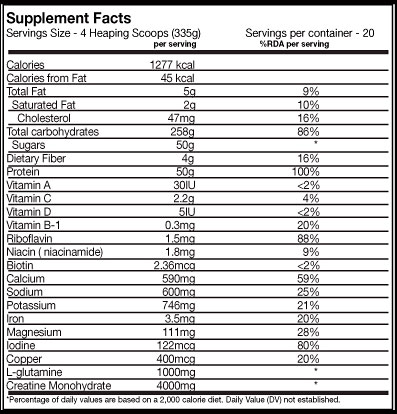 Supplement Facts
Servings Size - 4 Heaping Scoops (335g) Servings per container - 20
per serving %RDA per serving
Calories 1277 kcal
Calories from Fat 45 kcal
Total Fat 5g 9%
Saturated Fat 2g 10%
Cholesterol 47mg 16%
Total carbohydrates 258g 86%
Sugars 50g *
Dietary Fiber 4g 16%
Protein 50g 100%
Vitamin A 30IU <2%
Vitamin C 2.2g 4%
Vitamin D 5IU <2%
Vitamin B-1 0.3mg 20%
Riboflavin 1.5mg 88%
Niacin ( niacinamide) 1.8mg 9%
Biotin 2.36mcg <2%
Calcium 590mg 59%
Sodium 600mg 25%
Potassium 746mg 21%
Iron 3.5mg 20%
Magnesium 111mg 28%
Iodine 122mcg 80%
Copper 400mcg 20%
L-glutamine 1000mg *
Creatine Monohydrate 4000mg *
*Percentage of daily values are based on a 2,000 calorie diet. Daily Value (DV) not established.